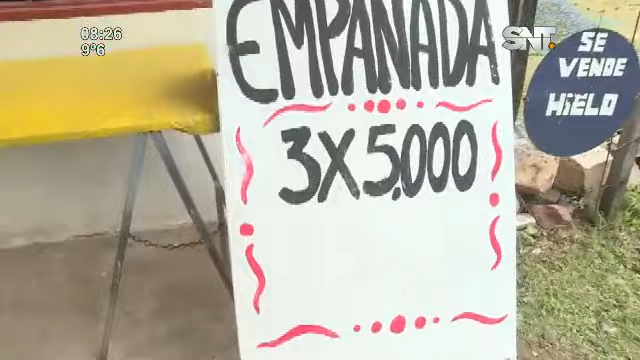 08:26
9°6
SNT.
EMPANADA
3X5.000
SE
VENDE
HIELO